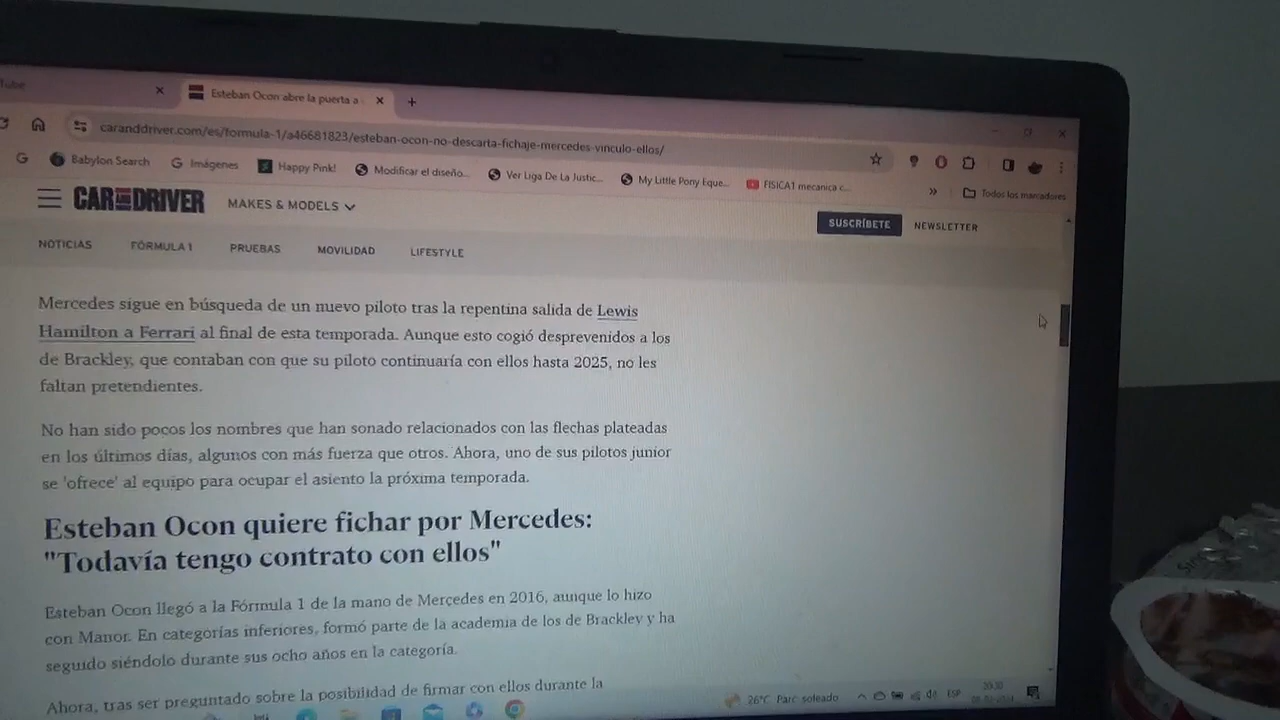 Tube
Esteban Ocon abre la puerta a
caranddriver.com/es/formula-1/a46681823/esteban-ocon-no-descarta-fichaje-mercedes-vinculo-ellos/
G Babylon Search G Imágenes Happy Pink! Modificar el diseño... Ver Liga De La Justic... My Little Pony Eque... FISICA1 mecanica c... » Todos los marcadores
CAR AND DRIVER MAKES & MODELS
SUSCRÍBETE NEWSLETTER
NOTICIAS FÓRMULA 1 PRUEBAS MOVILIDAD LIFESTYLE
Mercedes sigue en búsqueda de un nuevo piloto tras la repentina salida de Lewis
Hamilton a Ferrari al final de esta temporada. Aunque esto cogió desprevenidos a los
de Brackley, que contaban con que su piloto continuaría con ellos hasta 2025, no les
faltan pretendientes.
No han sido pocos los nombres que han sonado relacionados con las flechas plateadas
en los últimos días, algunos con más fuerza que otros. Ahora, uno de sus pilotos junior
se 'ofrece' al equipo para ocupar el asiento la próxima temporada.
Esteban Ocon quiere fichar por Mercedes:
"Todavía tengo contrato con ellos"
Esteban Ocon llegó a la Fórmula 1 de la mano de Mercedes en 2016, aunque lo hizo
con Manor. En categorías inferiores, formó parte de la academia de los de Brackley y ha
seguido siéndolo durante sus ocho años en la categoría.
Ahora, tras ser preguntado sobre la posibilidad de firmar con ellos durante la
26°C Parc. soleado ESP